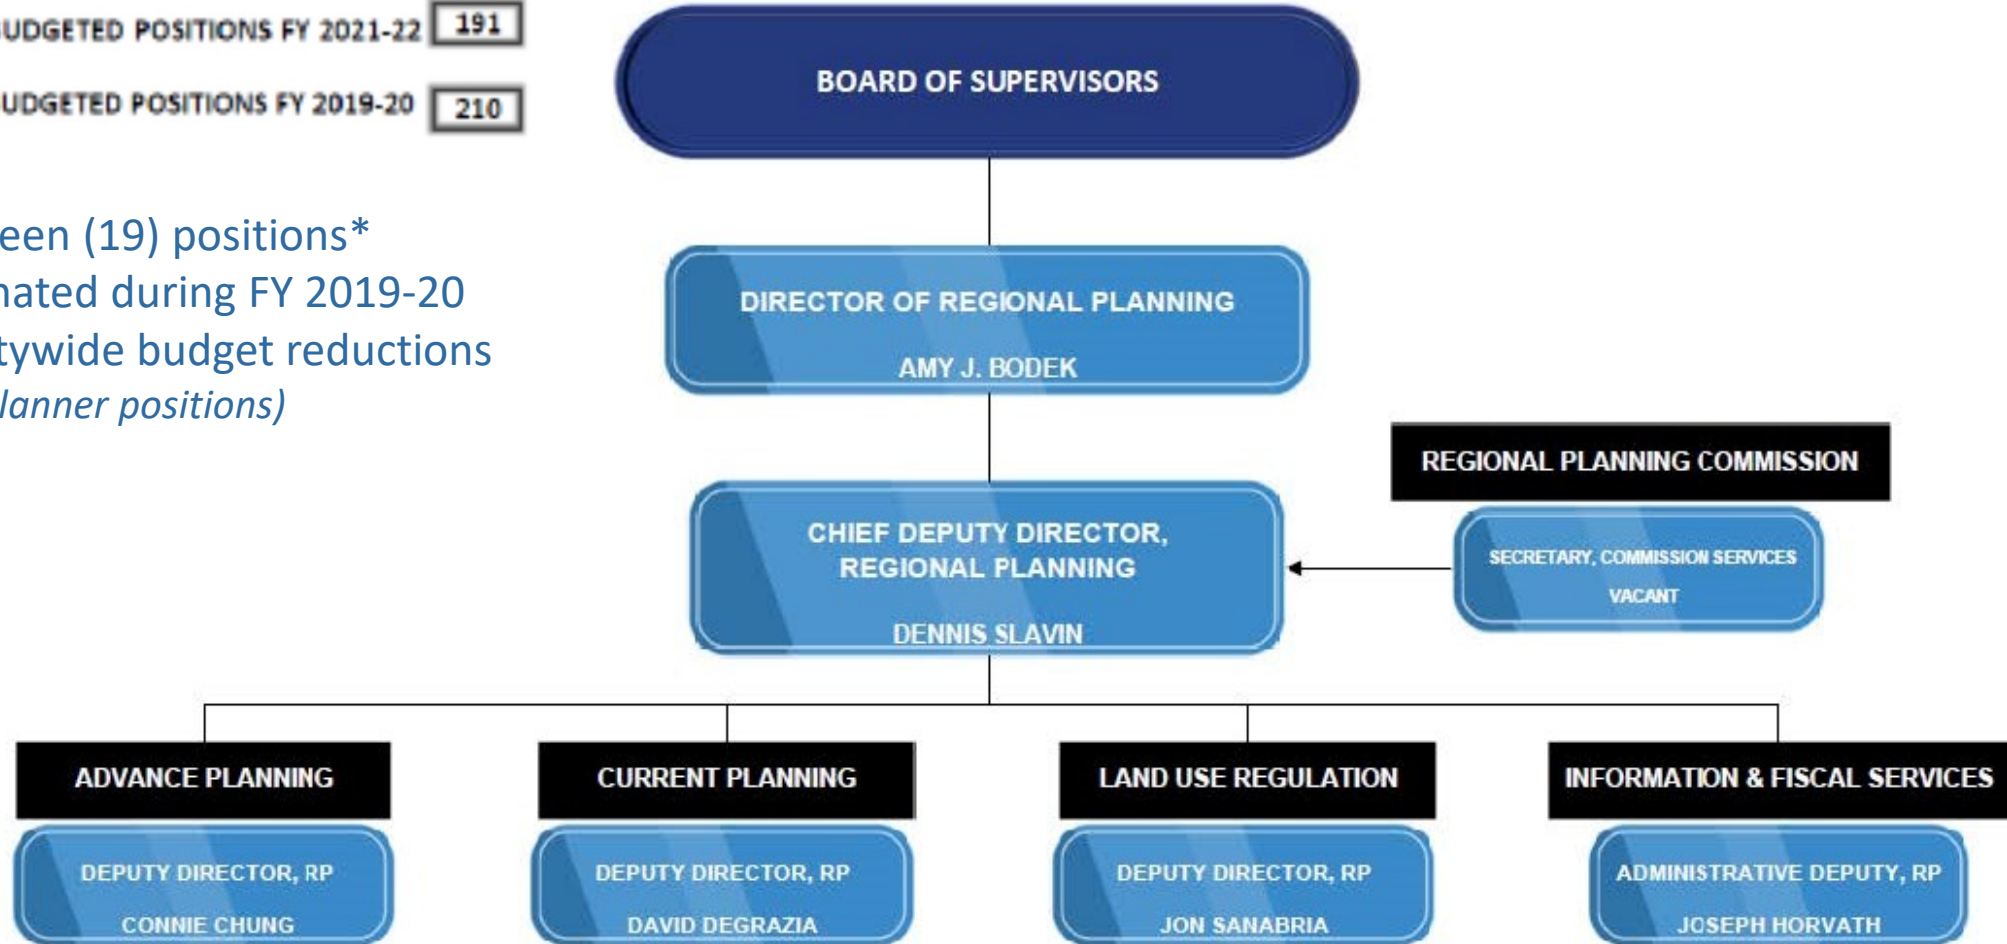 UDGETED POSITIONS FY 2021-22 191
UDGETED POSITIONS FY 2019-20 210
een (19) positions*
nated during FY 2019-20
tywide budget reductions
lanner positions)
BOARD OF SUPERVISORS
DIRECTOR OF REGIONAL PLANNING
AMY J. BODEK
CHIEF DEPUTY DIRECTOR,
REGIONAL PLANNING
DENNIS SLAVIN
REGIONAL PLANNING COMMISSION
SECRETARY, COMMISSION SERVICES
VACANT
ADVANCE PLANNING
DEPUTY DIRECTOR, RP
CONNIE CHUNG
CURRENT PLANNING
DEPUTY DIRECTOR, RP
DAVID DEGRAZIA
LAND USE REGULATION
DEPUTY DIRECTOR, RP
JON SANABRIA
INFORMATION & FISCAL SERVICES
ADMINISTRATIVE DEPUTY, RP
JOSEPH HORVATH